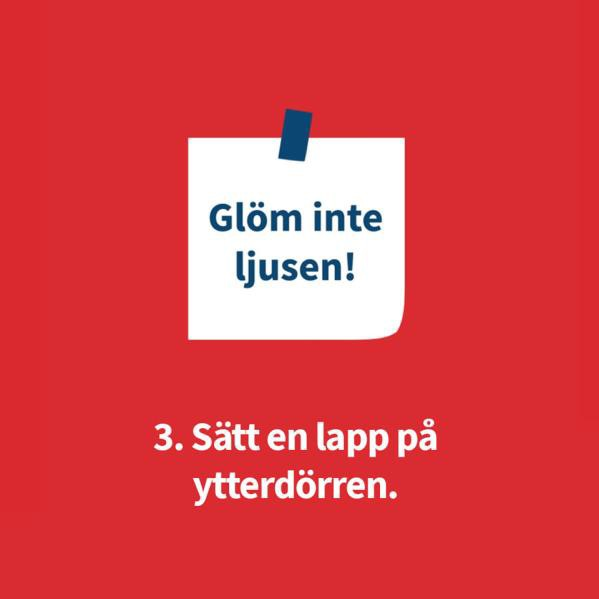 Glöm inte
ljusen!
3. Sätt en lapp på
ytterdörren.